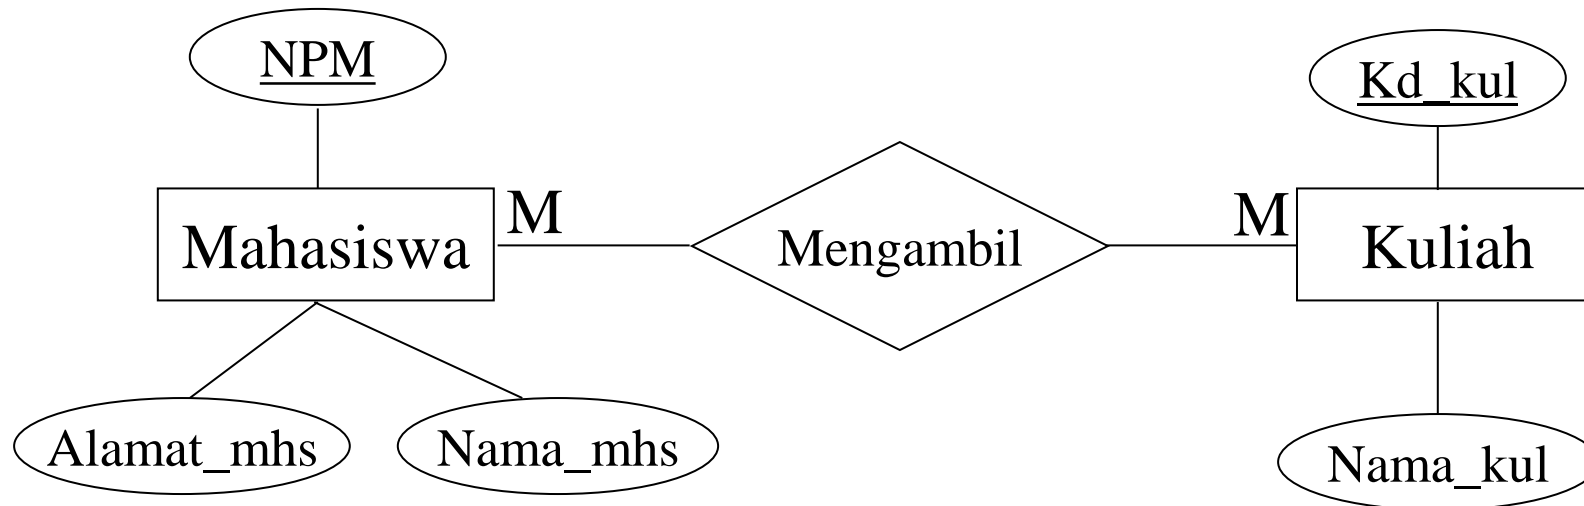 NPM
Kd_kul
Mahasiswa
M
Mengambil
M
Kuliah
Alamat_mhs
Nama_mhs
Nama_kul